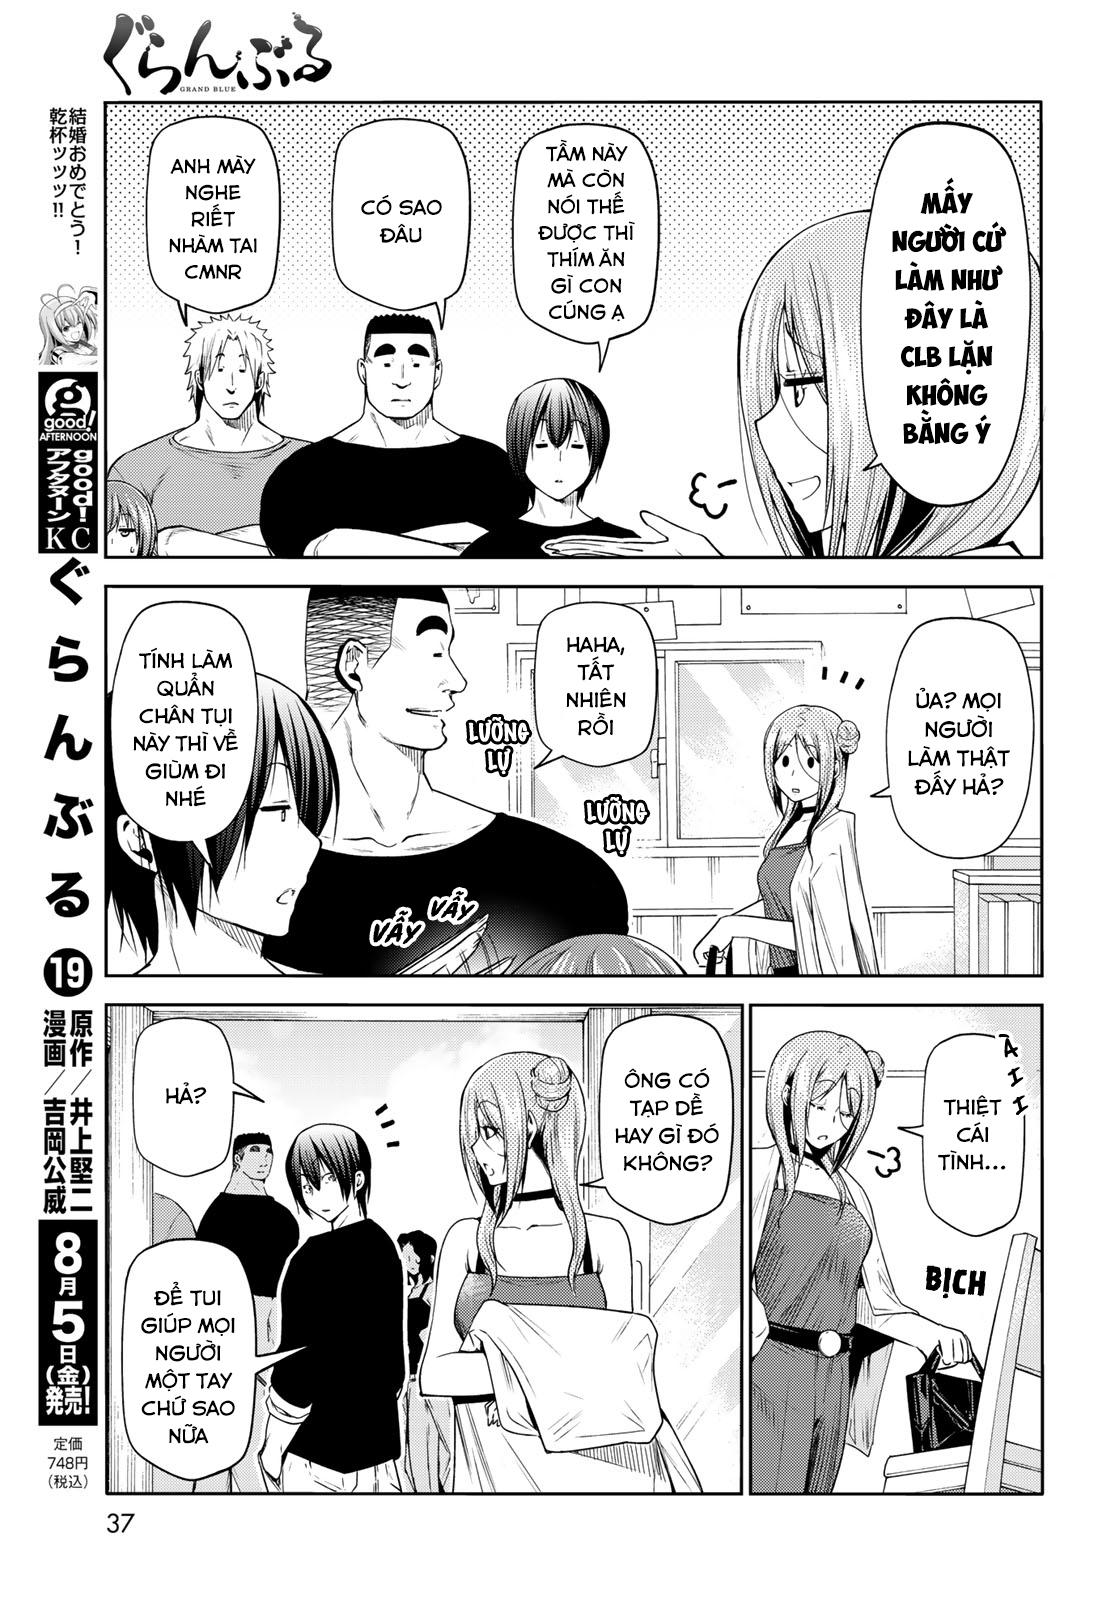 ぐらんぶる
GRAND BLUE
結婚おめでとう!
乾杯ッッッ!!
good!
AFTERNOON
good!
アフタヌーン
KC
ぐらんぶる
19
原作/井上堅二
漫画/吉岡公威
8月5日(金)発売!
定価
748円
(税込)
MẤY
NGƯỜI CỨ
LÀM NHƯ
ĐÂY LÀ
CLB LẶN
KHÔNG
BẰNG Ý
TẦM NÀY
MÀ CÒN
NÓI THẾ
ĐƯỢC THÌ
THÍM ĂN
GÌ CON
CÚNG Ạ
CÓ SAO
ĐÂU
ANH MÀY
NGHE
RIẾT
NHÀM TAI
CMNR
ỦA? MỌI
NGƯỜI
LÀM THẬT
ĐẤY HẢ?
HAHA,
TẤT
NHIÊN
RỒI
LƯỠNG
LỰ
LƯỠNG
LỰ
TÍNH LÀM
QUẨN
CHÂN TỤI
NÀY THÌ VỀ
GIÙM ĐI
NHÉ
VẪY
VẪY
ÀII
THIỆT
CÁI
TÌNH...
BỊCH
ÔNG CÓ
TẠP DỀ
HAY GÌ ĐÓ
KHÔNG?
HẢ?
ĐỂ TUI
GIÚP MỌI
NGƯỜI
MỘT TAY
CHỨ SAO
NỮA
37